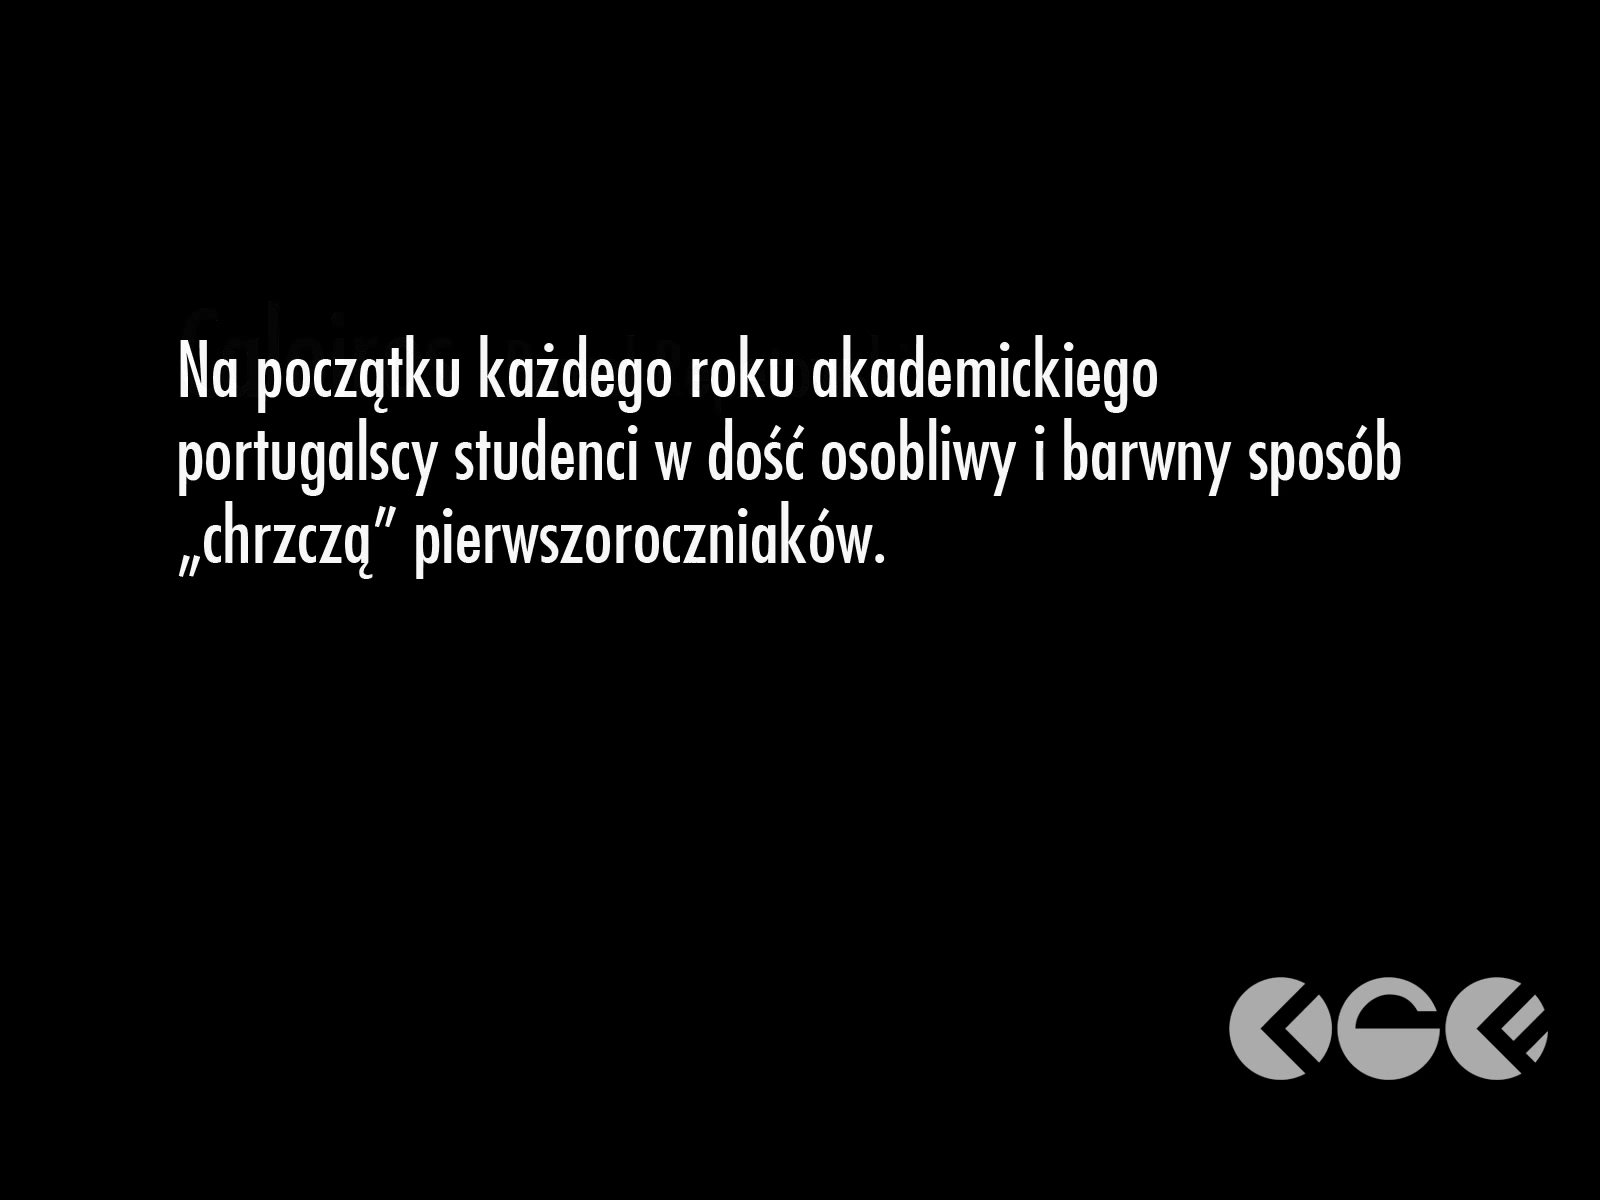 Na początku każdego roku akademickiego
portugalscy studenci w dość osobliwy i barwny sposób
„chrzczą” pierwszoroczniaków.